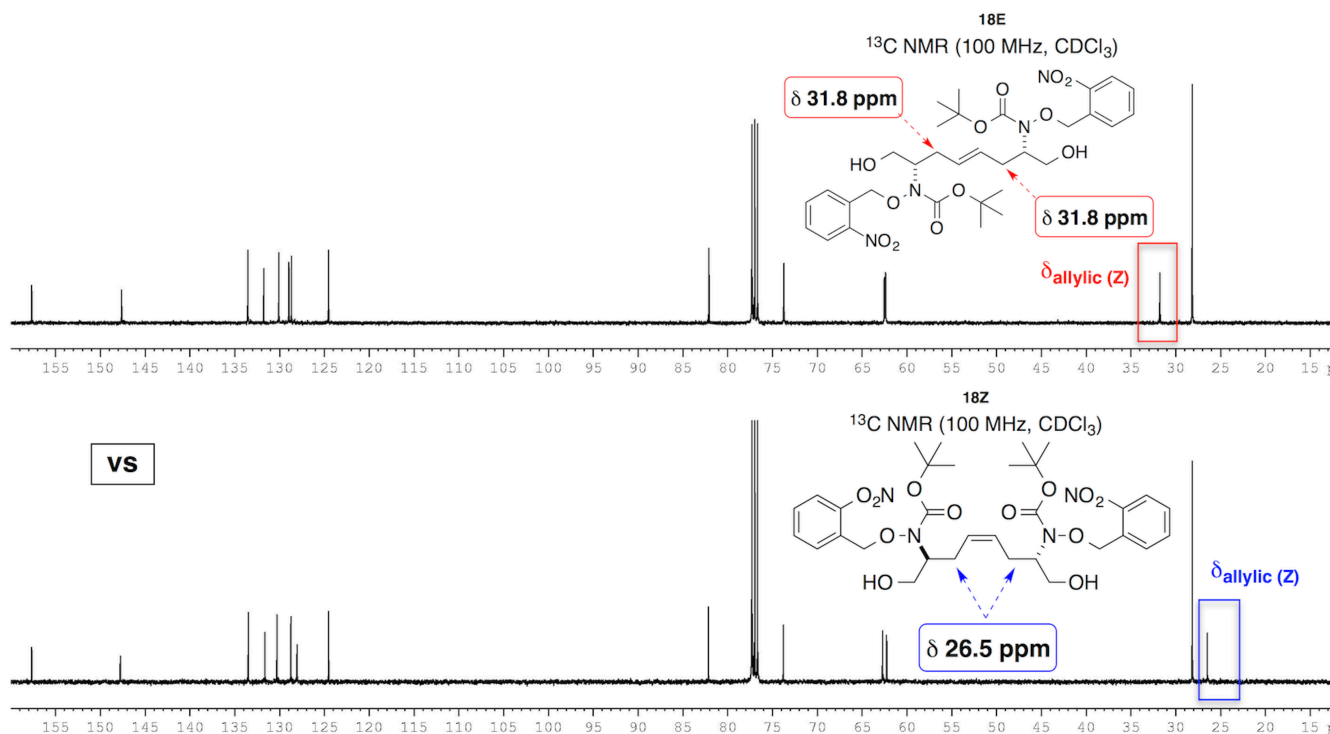 18E
¹³C NMR (100 MHz, CDCl₃)
NO₂
δ 31.8 ppm
O
O
N
O
HO
OH
O
N
O
O
NO₂
δ 31.8 ppm
δallylic (Z)
155 150 145 140 135 130 125 120 115 110 105 100 95 90 85 80 75 70 65 60 55 50 45 40 35 30 25 20 15
vs
18Z
¹³C NMR (100 MHz, CDCl₃)
O₂N
O
O
NO₂
O
N
O
O
N
O
HO
OH
δallylic (Z)
δ 26.5 ppm
155 150 145 140 135 130 125 120 115 110 105 100 95 90 85 80 75 70 65 60 55 50 45 40 35 30 25 20 15